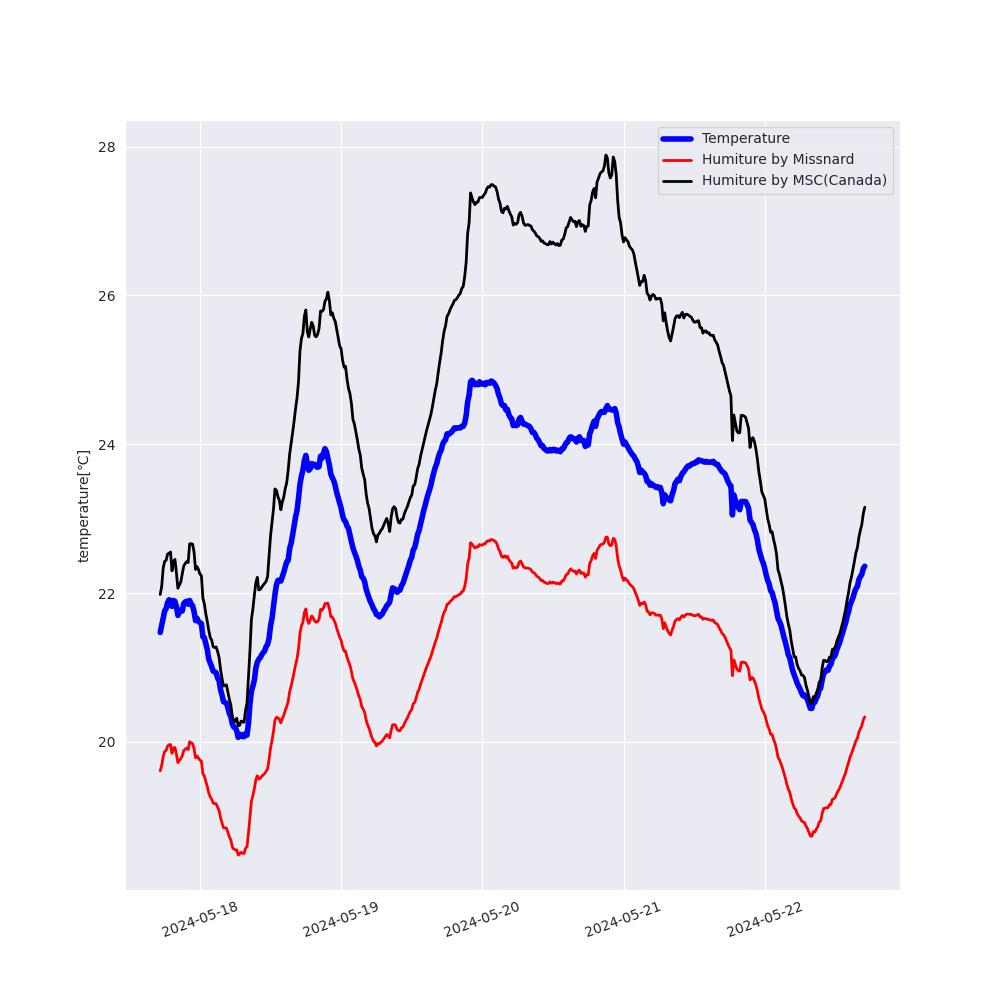 28
26
24
22
20
temperature[℃]
Temperature
Humiture by Missnard
Humiture by MSC(Canada)
2024-05-18
2024-05-19
2024-05-20
2024-05-21
2024-05-22